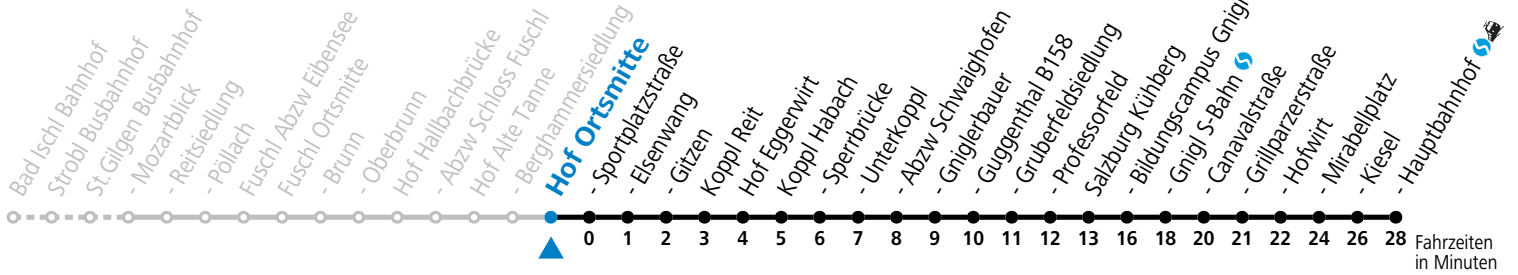 Bad Ischl Bahnhof
Strobl Busbahnhof
St.Gilgen Busbahnhof
- Mozartblick
- Reitsiedlung
- Pöllach
Fuschl Abzw Eibensee
Fuschl Ortsmitte
- Brunn
- Oberbrunn
Hof Hallbachbrücke
- Abzw Schloss Fuschl
Hof Alte Tanne
- Berghammersiedlung
Hof Ortsmitte
- Sportplatzstraße
- Elsenwang
- Gitzen
Koppl Reit
Hof Eggerwirt
Koppl Habach
- Sperrbrücke
- Unterkoppl
- Abzw Schwaighofen
- Gniglerbauer
- Guggenthal B158
- Gruberfeldsiedlung
- Professorfeld
Salzburg Kühberg
- Bildungscampus Gnigl
- Gnigl S-Bahn
- Canavalstraße
- Grillparzerstraße
- Hofwirt
- Mirabellplatz
- Kiesel
- Hauptbahnhof
0 1 2 3 4 5 6 7 8 9 10 11 12 13 16 18 20 21 22 24 26 28 Fahrzeiten
in Minuten